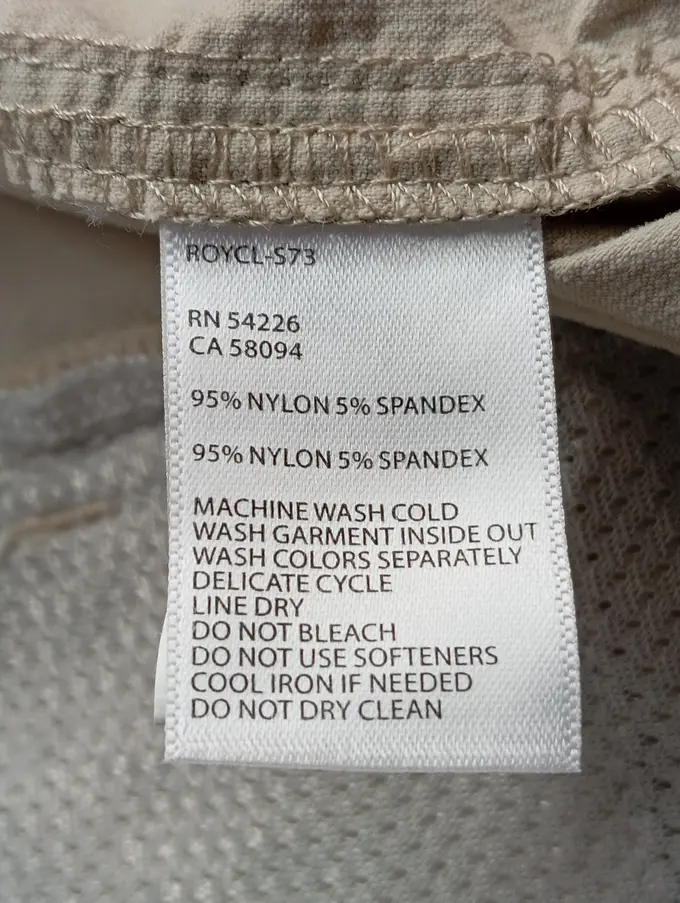 ROYCL-S73
RN 54226
CA 58094
95% NYLON 5% SPANDEX
95% NYLON 5% SPANDEX
MACHINE WASH COLD
WASH GARMENT INSIDE OUT
WASH COLORS SEPARATELY
DELICATE CYCLE
LINE DRY
DO NOT BLEACH
DO NOT USE SOFTENERS
COOL IRON IF NEEDED
DO NOT DRY CLEAN